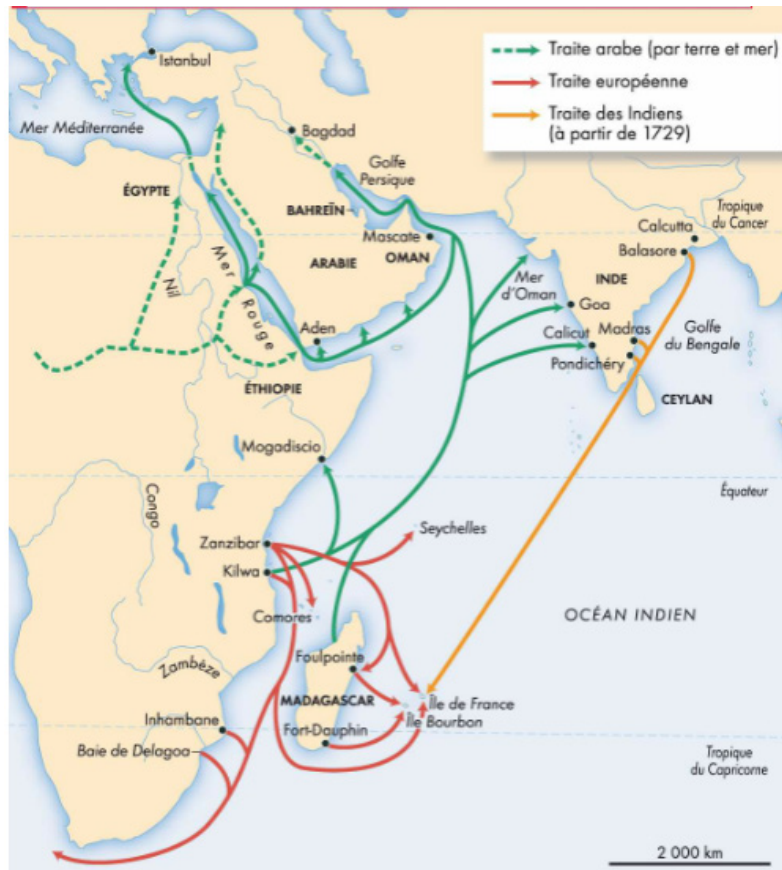 Traite arabe (par terre et mer)
Traite européenne
Traite des Indiens
(à partir de 1729)
Istanbul
Mer Méditerranée
Bagdad
Golfe
Persique
ÉGYPTE
BAHREÏN
Mascate
OMAN
ARABIE
Mer Rouge
Nil
Aden
ÉTHIOPIE
Tropique
du Cancer
Calcutta
Balasore
INDE
Mer
d'Oman
Goa
Calicut
Madras
Pondichéry
Golfe
du Bengale
CEYLAN
Mogadiscio
Équateur
Congo
Zanzibar
Kilwa
Seychelles
Comores
OCÉAN INDIEN
Zambèze
Foulpointe
MADAGASCAR
Île de France
Île Bourbon
Inhambane
Fort-Dauphin
Baie de Delagoa
Tropique
du Capricorne
2 000 km